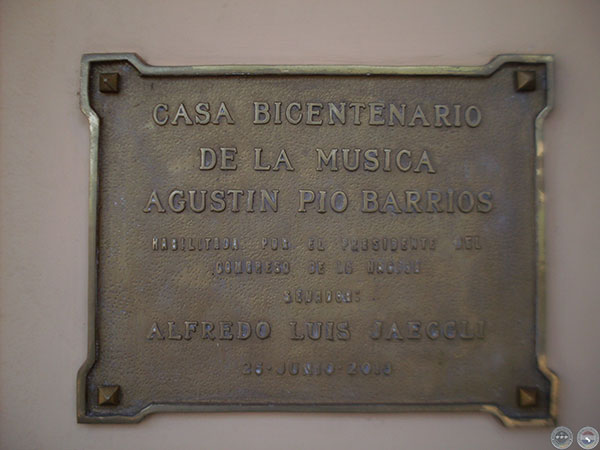 CASA BICENTENARIO
DE LA MUSICA
AGUSTIN PIO BARRIOS
HABILITADA POR EL PRESIDENTE DEL
CONGRESO DE LA NACION
SENADOR:
ALFREDO LUIS JAEGGLI
JUNIO